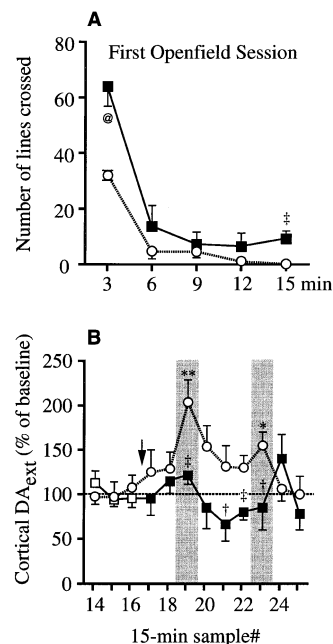 A
First Openfield Session
Number of lines crossed
80
60
40
20
0
@
‡
3 6 9 12 15 min
B
Cortical DAext (% of baseline)
250
200
150
100
50
0
**
*
‡
†
‡
†
14 16 18 20 22 24
15-min sample#